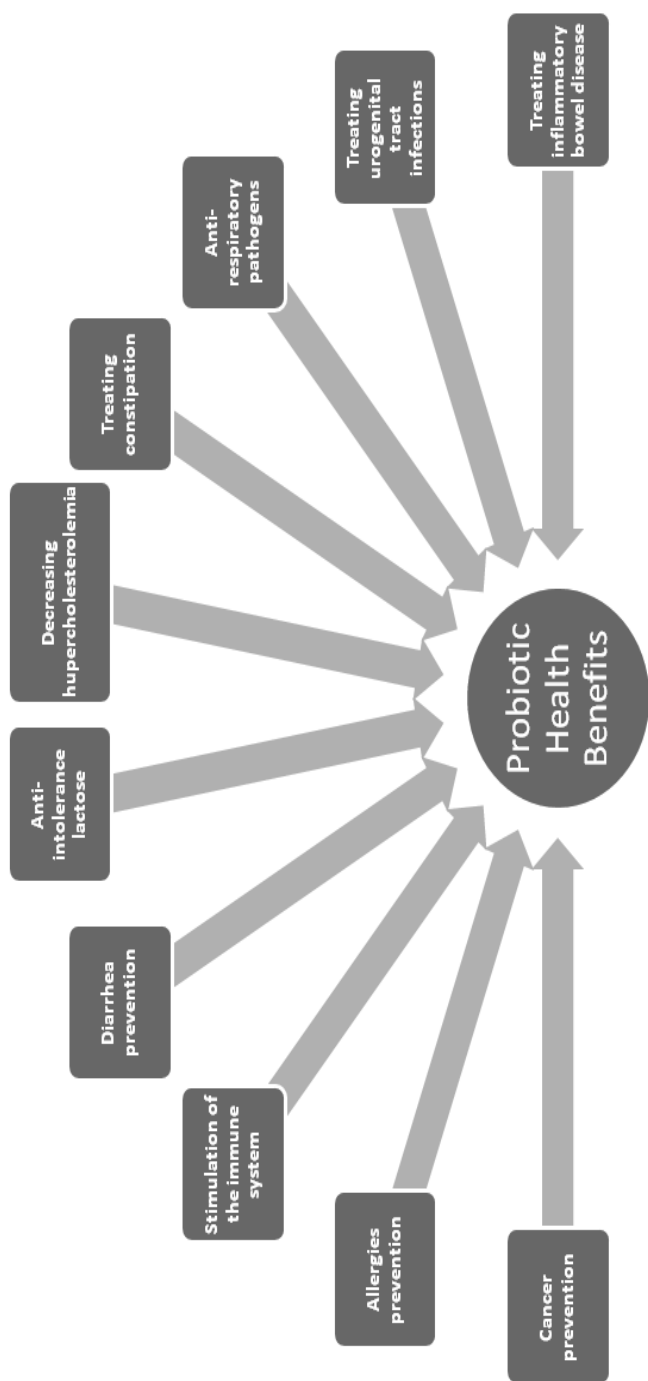 Cancer
prevention
Allergies
prevention
Stimulation of
the immune
system
Diarrhea
prevention
Anti-
intolerance
lactose
Decreasing
hupercholesterolemia
Treating
constipation
Anti-
respiratory
pathogens
Treating
urogenital
tract
infections
Treating
inflammatory
bowel disease
Probiotic
Health
Benefits